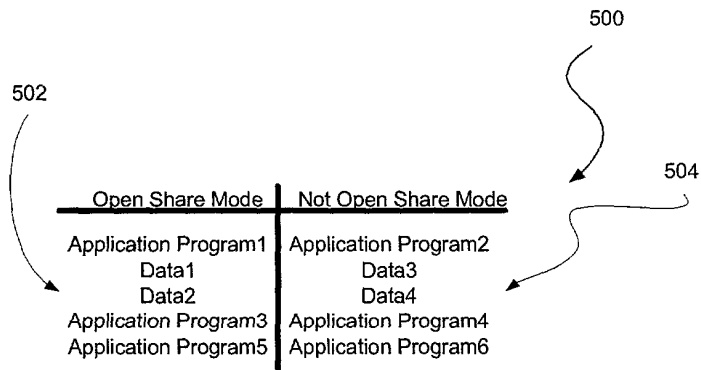 500
502
504
Open Share Mode Not Open Share Mode
Application Program1 Application Program2
Data1 Data3
Data2 Data4
Application Program3 Application Program4
Application Program5 Application Program6